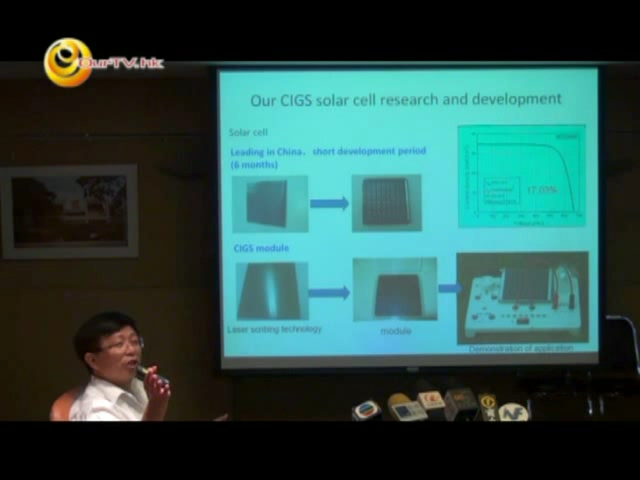 OurTV.hk
Our CIGS solar cell research and development
Solar cell
Leading in China、short development period
(6 months)
17.03%
CIGS module
Laser scribing technology
module
Demonstration of application